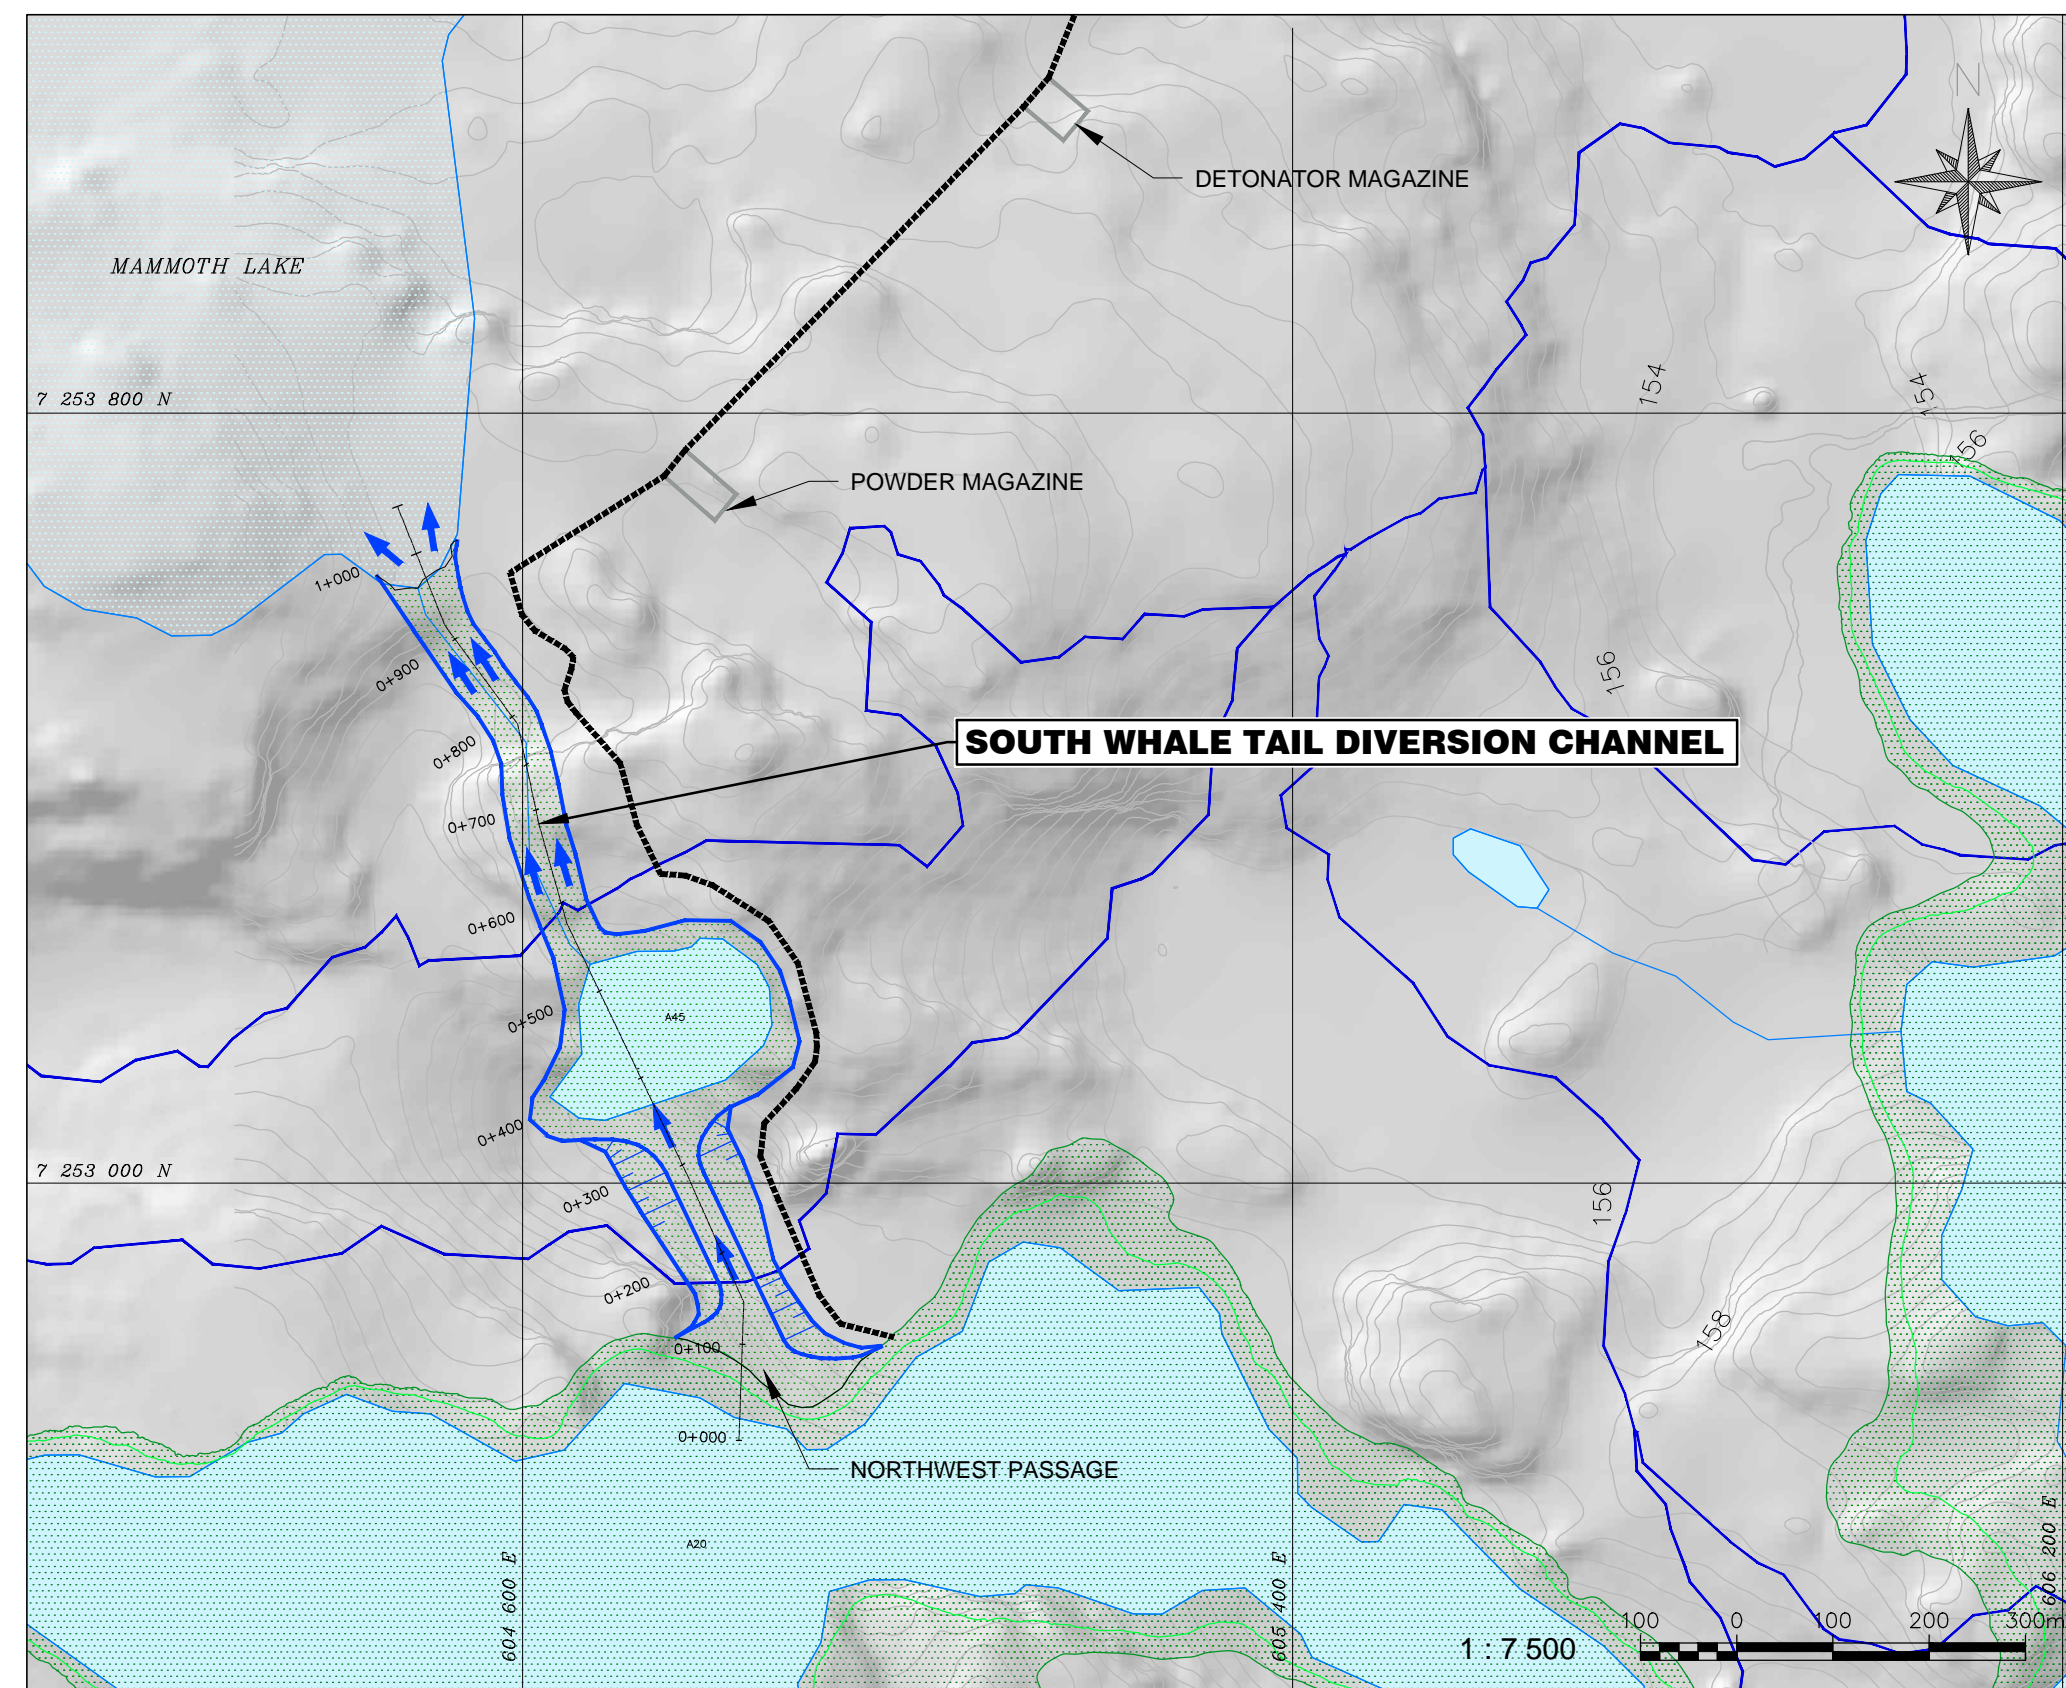 N
DETONATOR MAGAZINE
MAMMOTH LAKE
7 253 800 N
154
154
156
POWDER MAGAZINE
1+000
0+900
156
0+800
SOUTH WHALE TAIL DIVERSION CHANNEL
0+700
0+600
0+500
A45
0+400
7 253 000 N
0+300
156
0+200
158
0+100
0+000
NORTHWEST PASSAGE
A20
604 600 E
605 400 E
606 200 E
100 0 100 200 300m
1 : 7 500